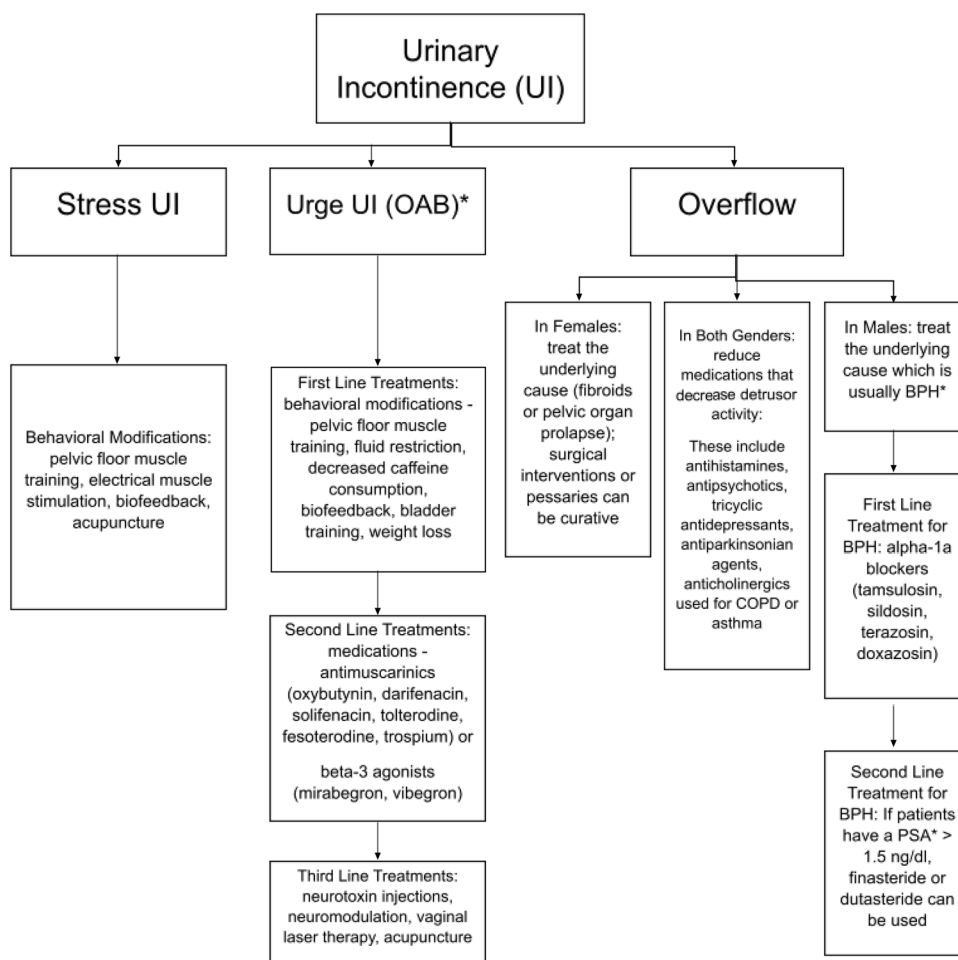 Urinary
Incontinence (UI)
Stress UI
Urge UI (OAB)*
Overflow
Behavioral Modifications:
pelvic floor muscle
training, electrical muscle
stimulation, biofeedback,
acupuncture
First Line Treatments:
behavioral modifications -
pelvic floor muscle
training, fluid restriction,
decreased caffeine
consumption,
biofeedback, bladder
training, weight loss
Second Line Treatments:
medications -
antimuscarinics
(oxybutynin, darifenacin,
solifenacin, tolterodine,
fesoterodine, trospium) or
beta-3 agonists
(mirabegron, vibegron)
Third Line Treatments:
neurotoxin injections,
neuromodulation, vaginal
laser therapy, acupuncture
In Females:
treat the
underlying
cause (fibroids
or pelvic organ
prolapse);
surgical
interventions or
pessaries can
be curative
In Both Genders:
reduce
medications that
decrease detrusor
activity:
These include
antihistamines,
antipsychotics,
tricyclic
antidepressants,
antiparkinsonian
agents,
anticholinergics
used for COPD or
asthma
In Males: treat
the underlying
cause which is
usually BPH*
First Line
Treatment for
BPH: alpha-1a
blockers
(tamsulosin,
sildosin,
terazosin,
doxazosin)
Second Line
Treatment for
BPH: If patients
have a PSA* >
1.5 ng/dl,
finasteride or
dutasteride can
be used